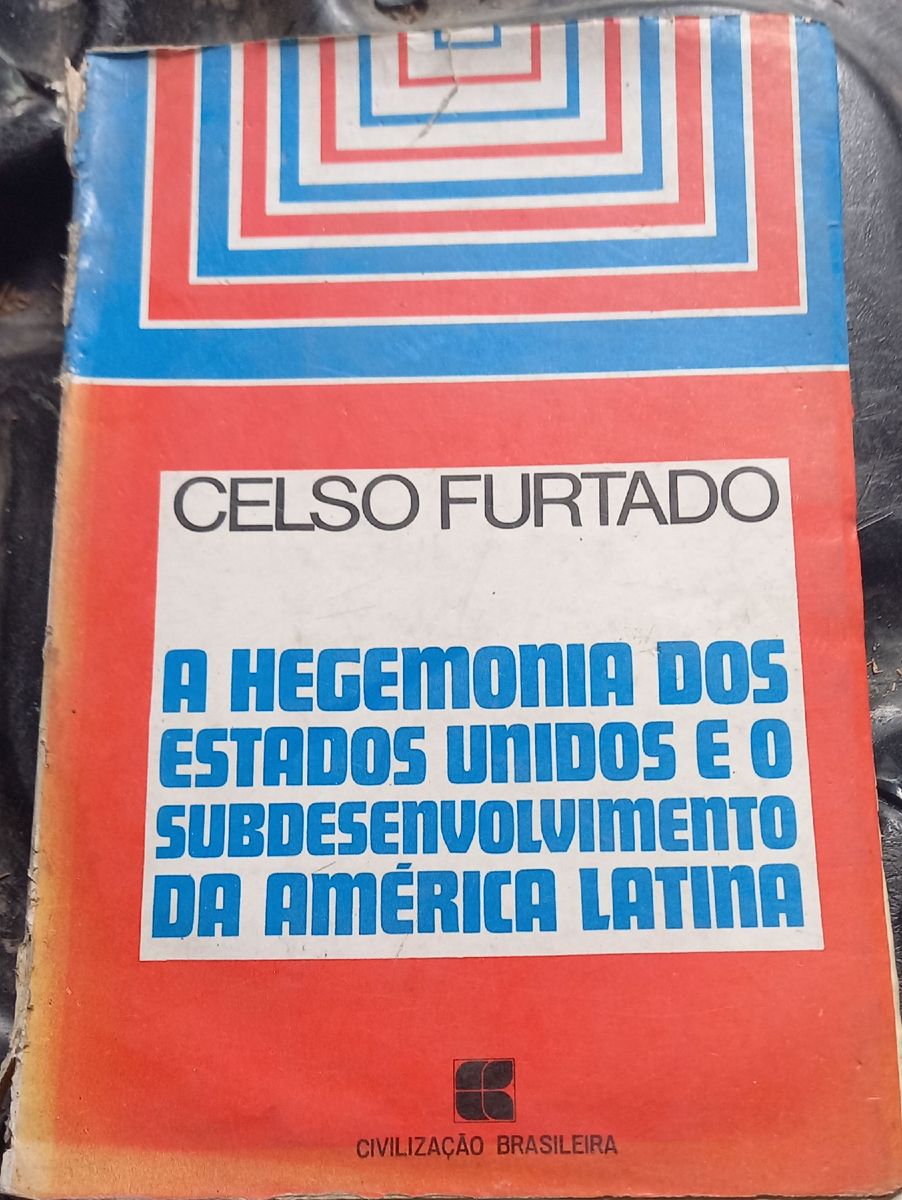 CELSO FURTADO
A HEGEMONIA DOS
ESTADOS UNIDOS E O
SUBDESENVOLVIMENTO
DA AMÉRICA LATINA
CIVILIZAÇÃO BRASILEIRA